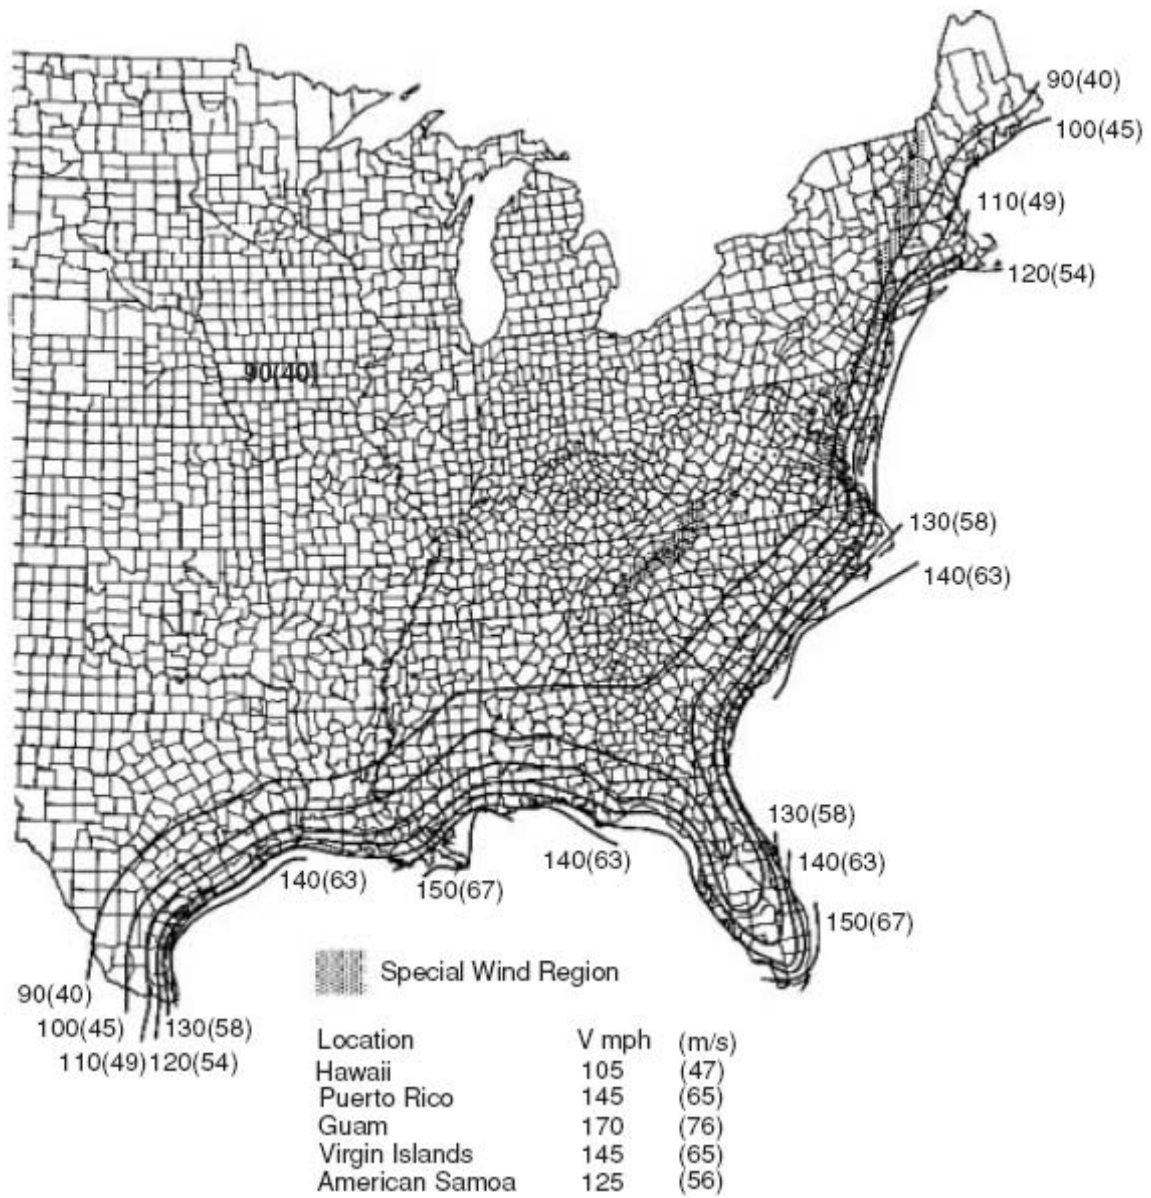 90(40)
100(45)
110(49)
120(54)
90(40)
130(58)
140(63)
130(58)
140(63)
140(63)
140(63)
150(67)
150(67)
Special Wind Region
90(40)
100(45)
130(58)
110(49)
120(54)
Location V mph (m/s)
Hawaii 105 (47)
Puerto Rico 145 (65)
Guam 170 (76)
Virgin Islands 145 (65)
American Samoa 125 (56)